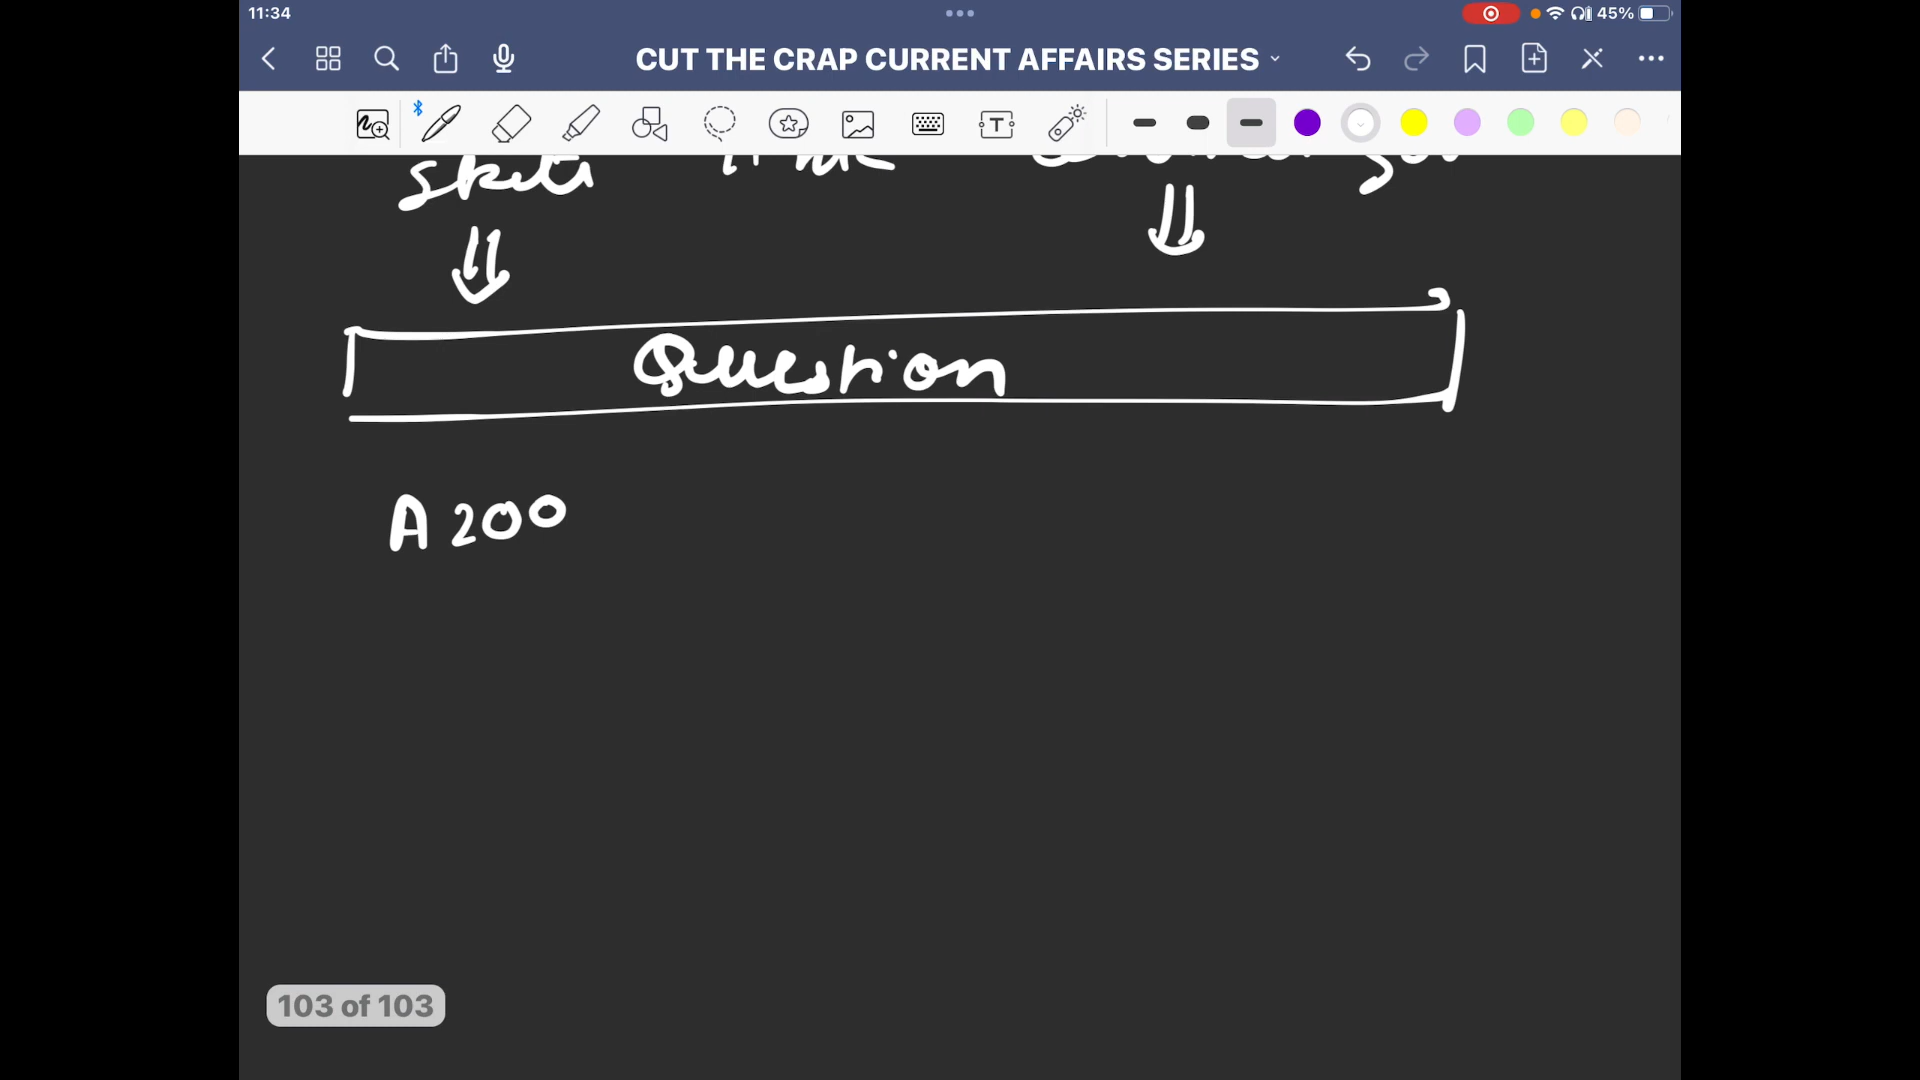 11:34
45%
CUT THE CRAP CURRENT AFFAIRS SERIES
T
Question
A 200
103 of 103